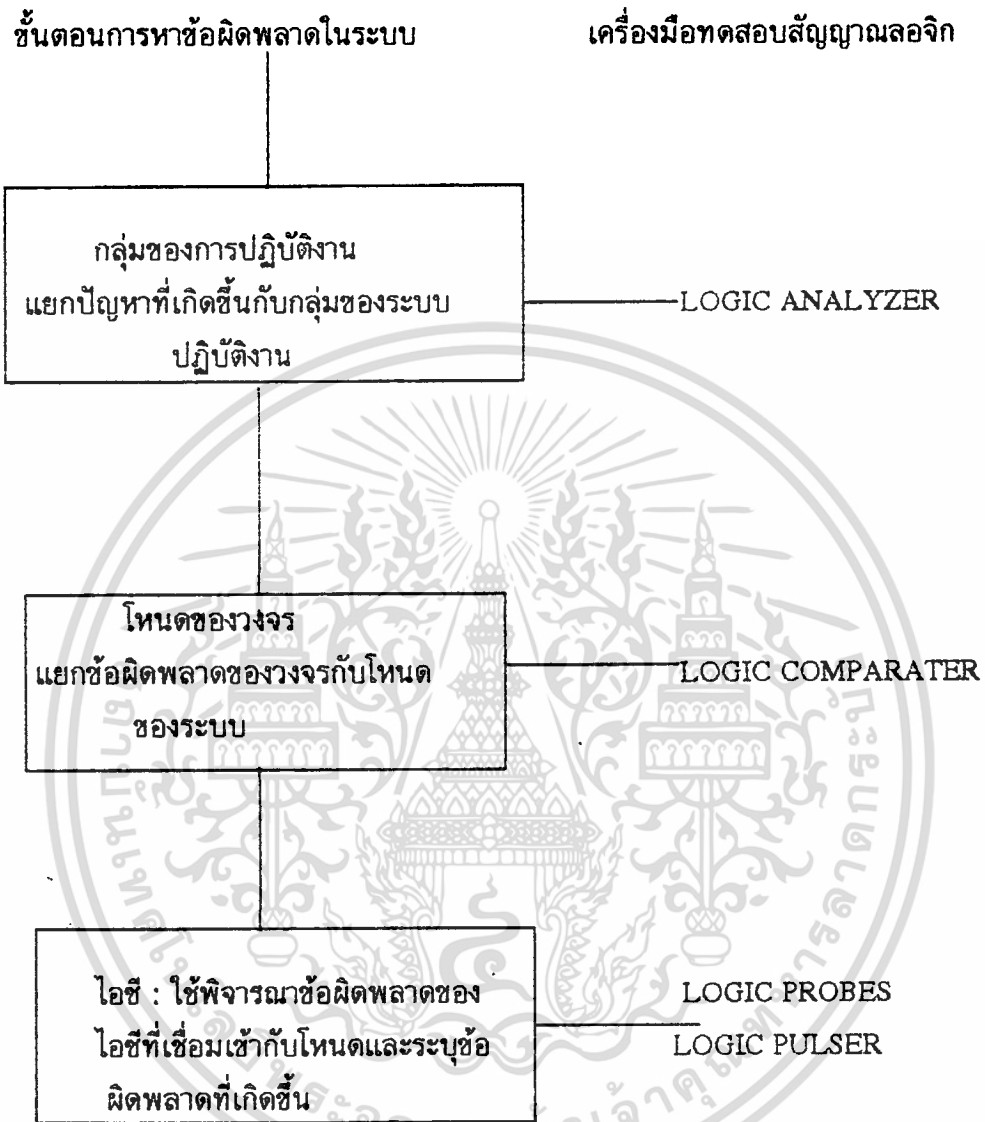 ขั้นตอนการหาข้อผิดพลาดในระบบ
เครื่องมือทดสอบสัญญาณลอจิก
กลุ่มของการปฏิบัติงาน
แยกปัญหาที่เกิดขึ้นกับกลุ่มของระบบ
ปฏิบัติงาน
LOGIC ANALYZER
โหนดของวงจร
แยกข้อผิดพลาดของวงจรกับโหนด
ของระบบ
LOGIC COMPARATER
ไอซี : ใช้พิจารณาข้อผิดพลาดของ
ไอซีที่เชื่อมเข้ากับโหนดและระบุข้อ
ผิดพลาดที่เกิดขึ้น
LOGIC PROBES
LOGIC PULSER